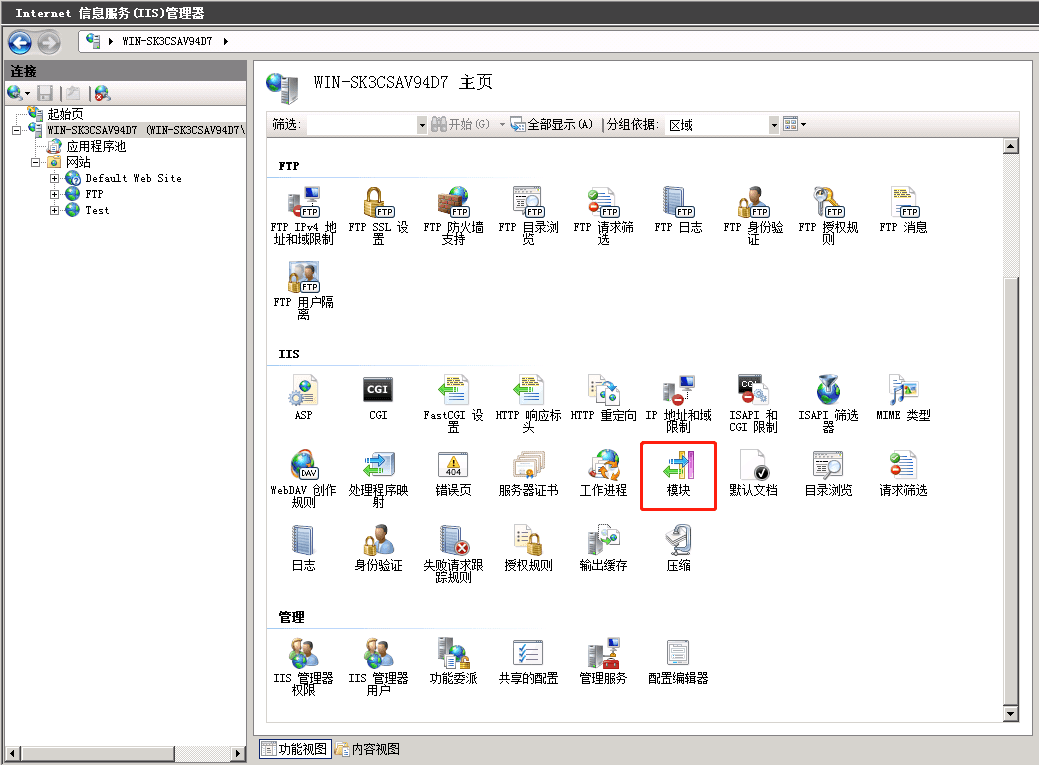 Internet 信息服务(IIS)管理器
WIN-SK3CSAV94D7
连接
起始页
WIN-SK3CSAV94D7 (WIN-SK3CSAV94D7\
应用程序池
网站
Default Web Site
FTP
Test
WIN-SK3CSAV94D7 主页
筛选: 开始(G) 全部显示(A) 分组依据: 区域
FTP
FTP IPv4 地址和域限制
FTP SSL 设置
FTP 防火墙支持
FTP 目录浏览
FTP 请求筛选
FTP 日志
FTP 身份验证
FTP 授权规则
FTP 消息
FTP 用户隔离
IIS
ASP
CGI
FastCGI 设置
HTTP 响应标头
HTTP 重定向
IP 地址和域限制
ISAPI 和 CGI 限制
ISAPI 筛选器
MIME 类型
WebDAV 创作规则
处理程序映射
错误页
服务器证书
工作进程
模块
默认文档
目录浏览
请求筛选
日志
身份验证
失败请求跟踪规则
授权规则
输出缓存
压缩
管理
IIS 管理器权限
IIS 管理器用户
功能委派
共享的配置
管理服务
配置编辑器
功能视图 内容视图